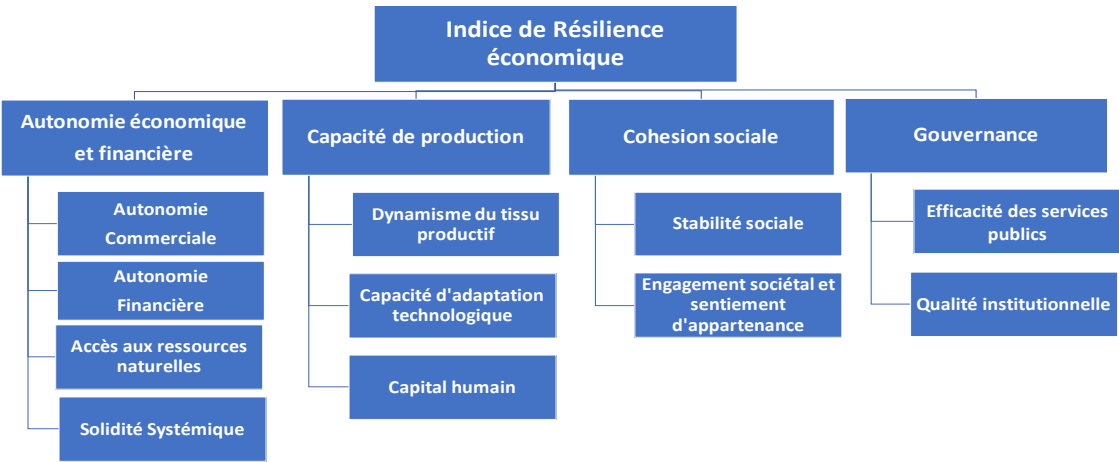 Indice de Résilience
économique
Autonomie économique
et financière
Autonomie
Commerciale
Autonomie
Financière
Accès aux ressources
naturelles
Solidité Systémique
Capacité de production
Dynamisme du tissu
productif
Capacité d'adaptation
technologique
Capital humain
Cohesion sociale
Stabilité sociale
Engagement sociétal et
sentiement
d'appartenance
Gouvernance
Efficacité des services
publics
Qualité institutionnelle